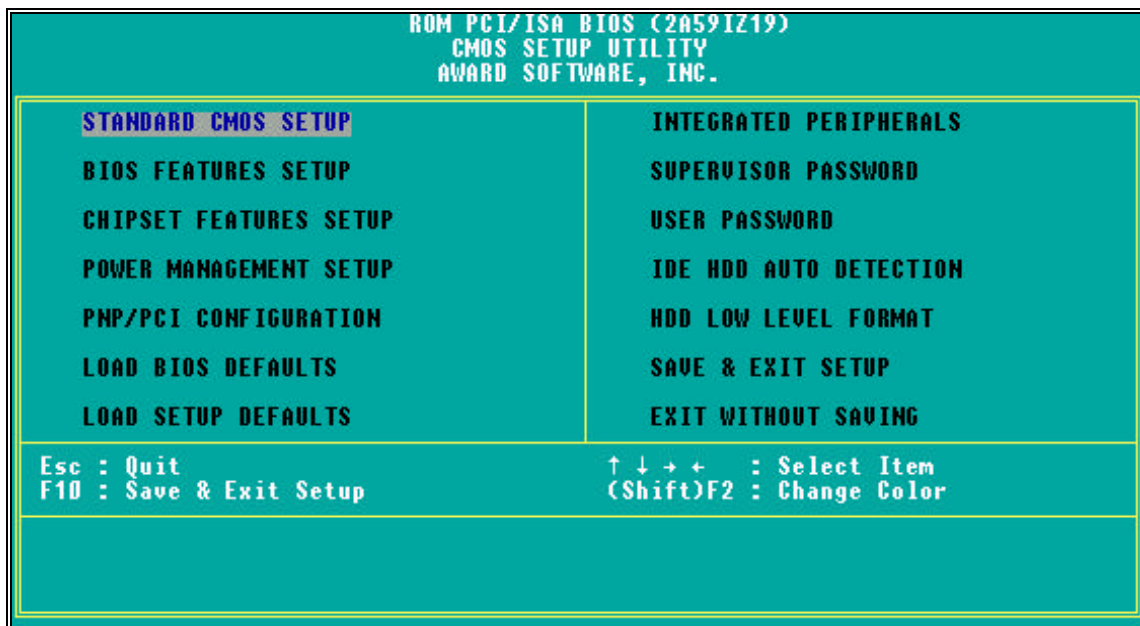 ROM PCI/ISA BIOS (2A59IZ19)
CMOS SETUP UTILITY
AWARD SOFTWARE, INC.
STANDARD CMOS SETUP
BIOS FEATURES SETUP
CHIPSET FEATURES SETUP
POWER MANAGEMENT SETUP
PNP/PCI CONFIGURATION
LOAD BIOS DEFAULTS
LOAD SETUP DEFAULTS
INTEGRATED PERIPHERALS
SUPERVISOR PASSWORD
USER PASSWORD
IDE HDD AUTO DETECTION
HDD LOW LEVEL FORMAT
SAVE & EXIT SETUP
EXIT WITHOUT SAVING
Esc : Quit
F10 : Save & Exit Setup
↑ ↓ → ← : Select Item
(Shift)F2 : Change Color